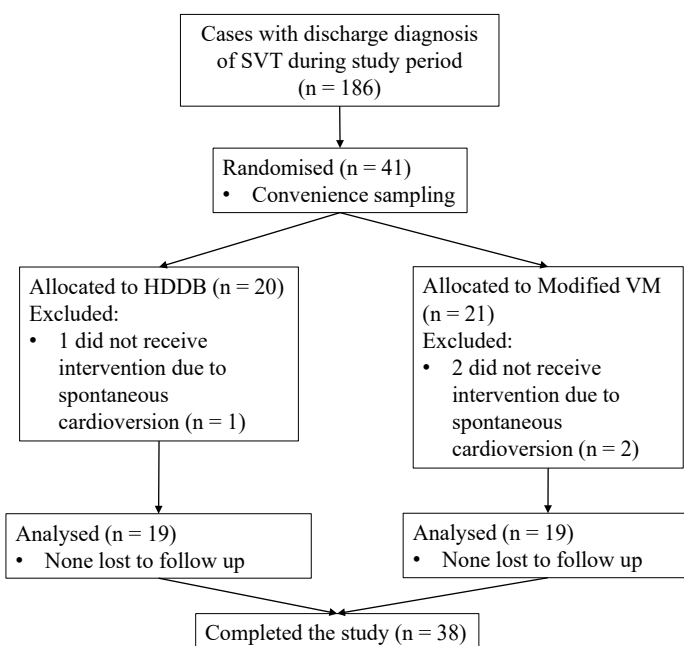 Cases with discharge diagnosis
of SVT during study period
(n = 186)
Randomised (n = 41)
• Convenience sampling
Allocated to HDDB (n = 20)
Excluded:
• 1 did not receive
intervention due to
spontaneous
cardioversion (n = 1)
Allocated to Modified VM
(n = 21)
Excluded:
• 2 did not receive
intervention due to
spontaneous
cardioversion (n = 2)
Analysed (n = 19)
• None lost to follow up
Analysed (n = 19)
• None lost to follow up
Completed the study (n = 38)